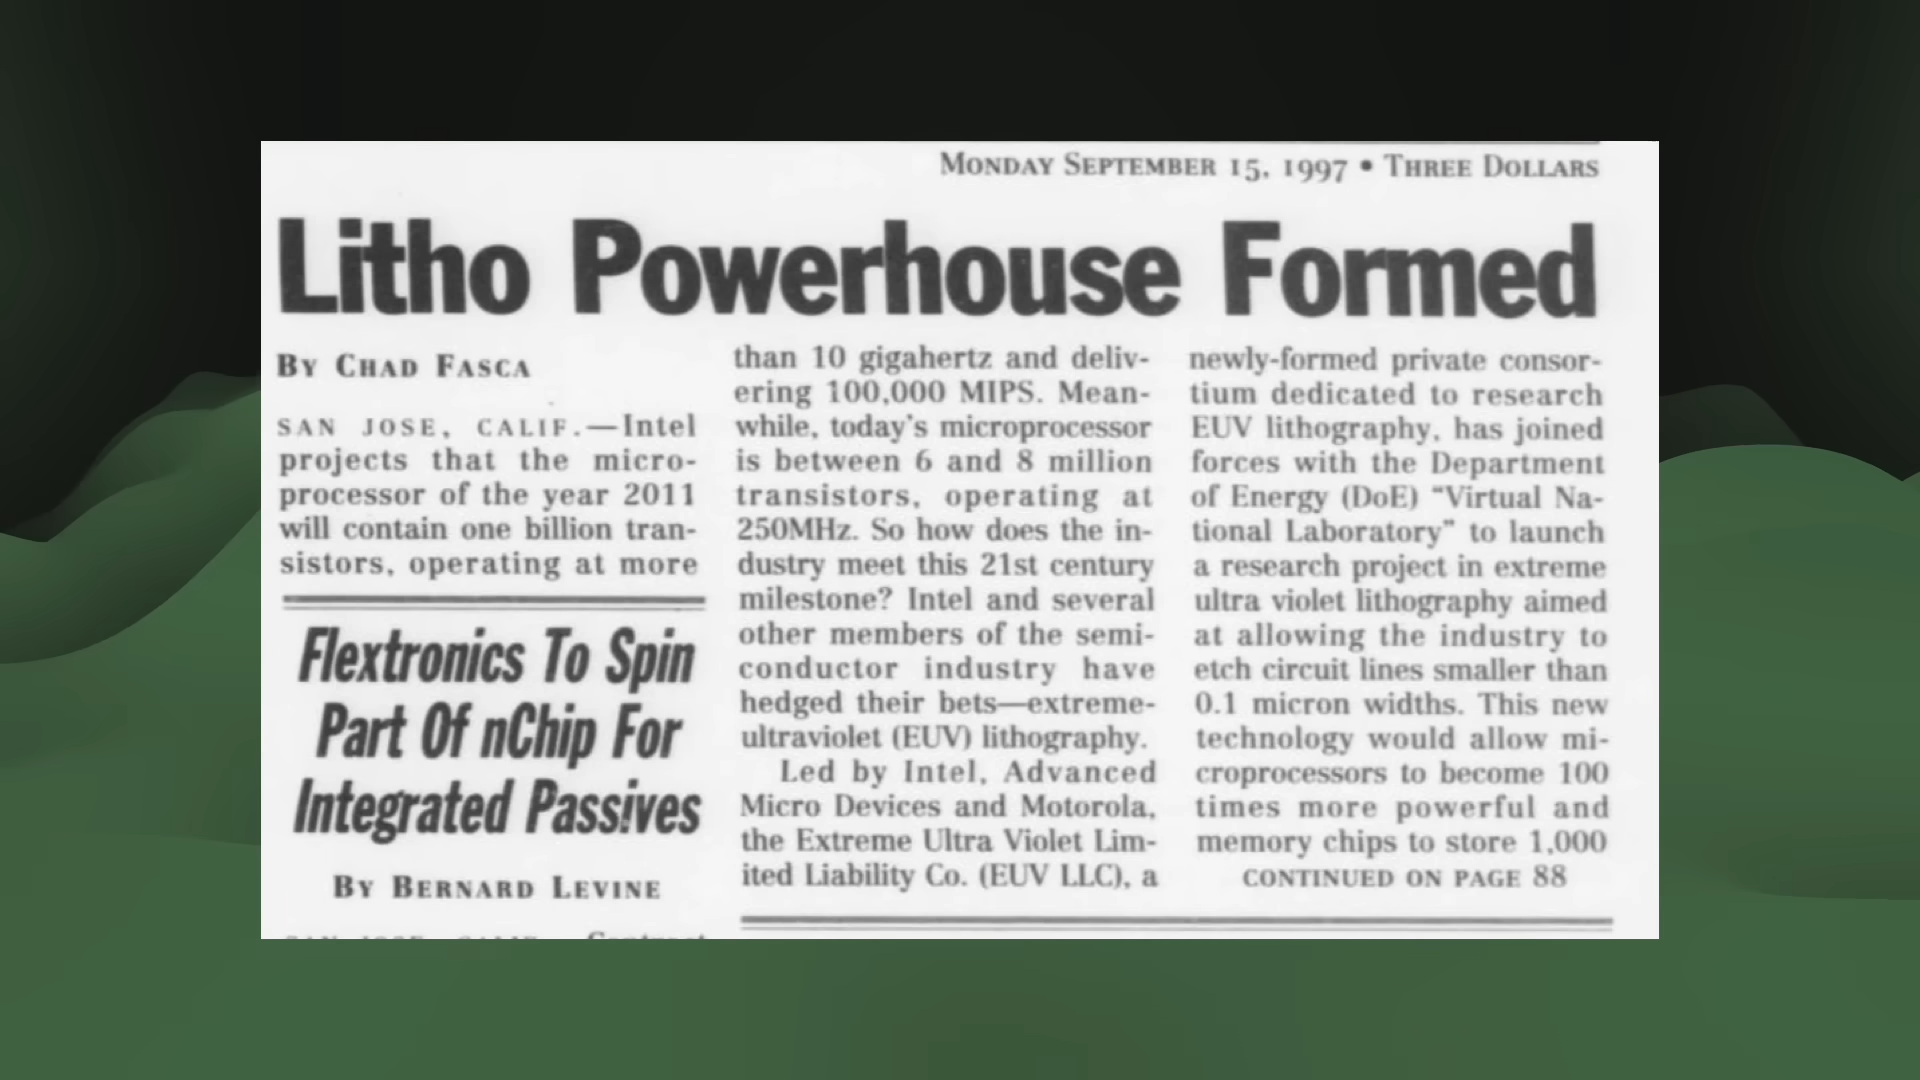 MONDAY SEPTEMBER 15, 1997 • THREE DOLLARS
Litho Powerhouse Formed
BY CHAD FASCA
SAN JOSE, CALIF.—Intel
projects that the micro-
processor of the year 2011
will contain one billion tran-
sistors, operating at more
Flextronics To Spin
Part Of nChip For
Integrated Passives
BY BERNARD LEVINE
than 10 gigahertz and deliv-
ering 100,000 MIPS. Mean-
while, today's microprocessor
is between 6 and 8 million
transistors, operating at
250MHz. So how does the in-
dustry meet this 21st century
milestone? Intel and several
other members of the semi-
conductor industry have
hedged their bets—extreme-
ultraviolet (EUV) lithography.
Led by Intel, Advanced
Micro Devices and Motorola,
the Extreme Ultra Violet Lim-
ited Liability Co. (EUV LLC), a
newly-formed private consor-
tium dedicated to research
EUV lithography, has joined
forces with the Department
of Energy (DoE) "Virtual Na-
tional Laboratory" to launch
a research project in extreme
ultra violet lithography aimed
at allowing the industry to
etch circuit lines smaller than
0.1 micron widths. This new
technology would allow mi-
croprocessors to become 100
times more powerful and
memory chips to store 1,000
CONTINUED ON PAGE 88